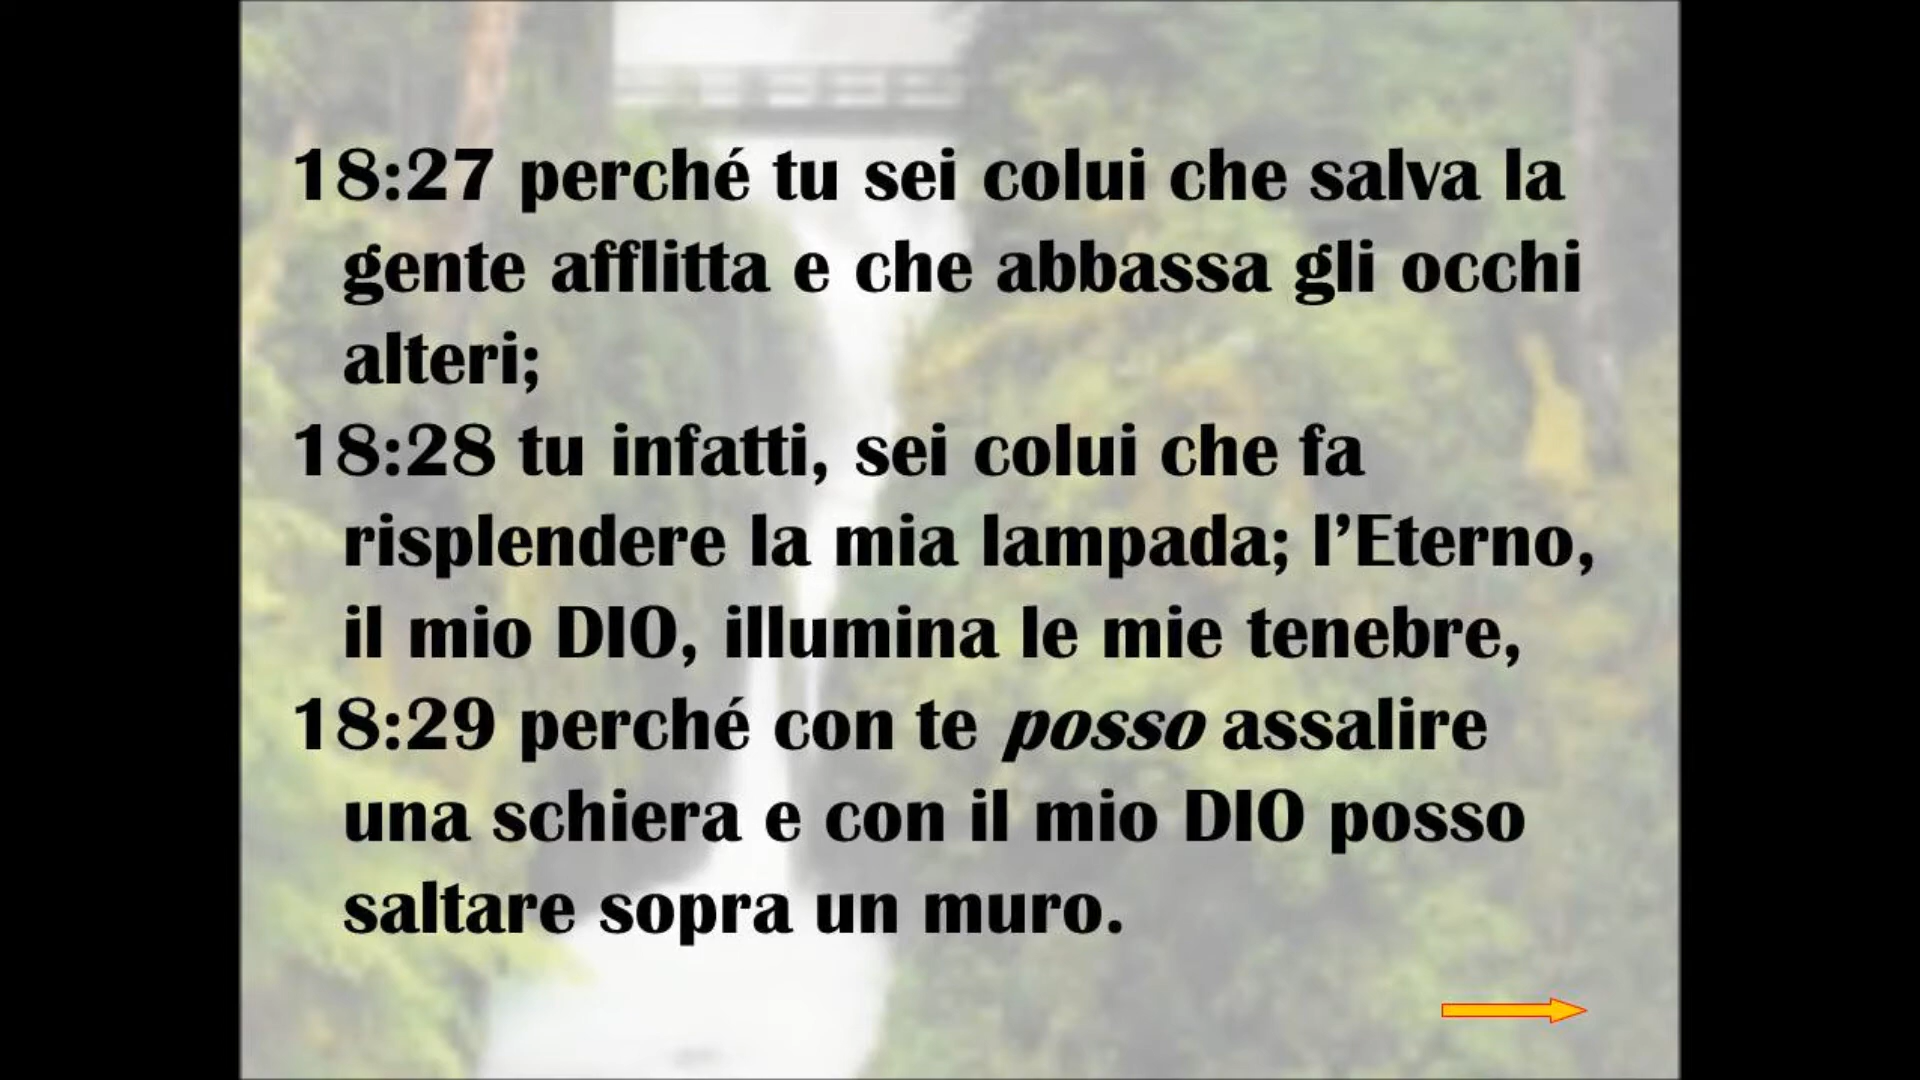 18:27 perché tu sei colui che salva la
gente afflitta e che abbassa gli occhi
alteri;
18:28 tu infatti, sei colui che fa
risplendere la mia lampada; l’Eterno,
il mio DIO, illumina le mie tenebre,
18:29 perché con te posso assalire
una schiera e con il mio DIO posso
saltare sopra un muro.